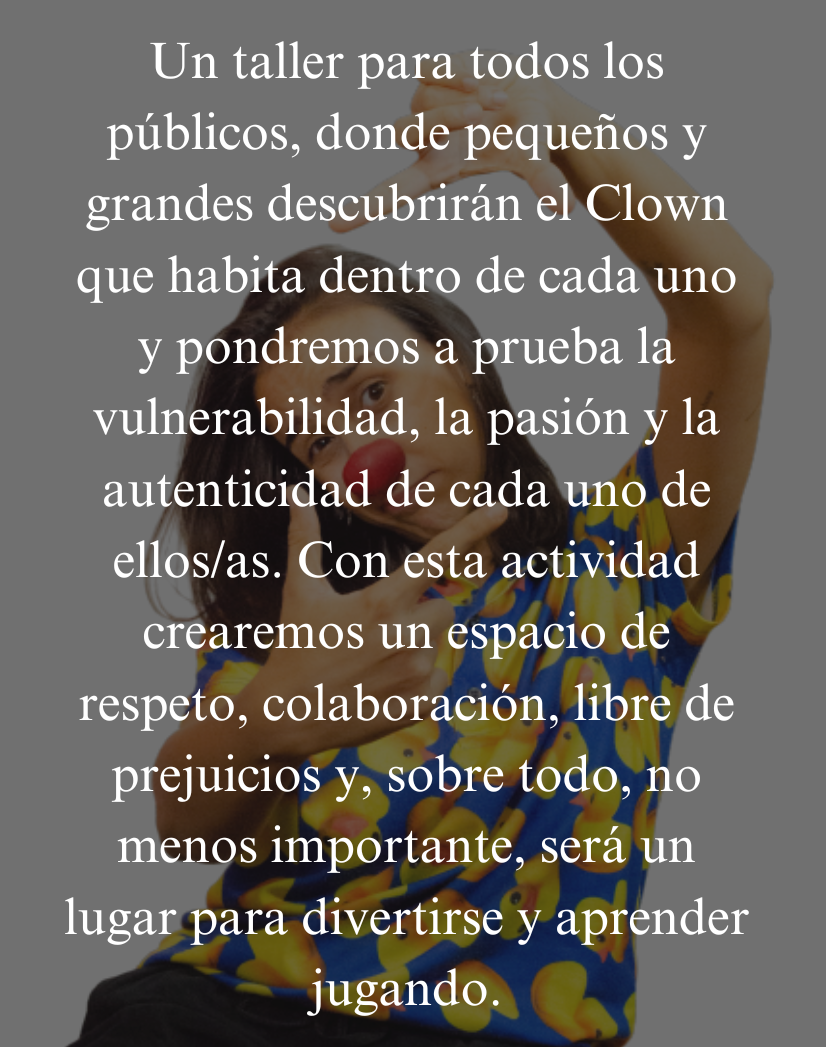 Un taller para todos los
públicos, donde pequeños y
grandes descubrirán el Clown
que habita dentro de cada uno
y pondremos a prueba la
vulnerabilidad, la pasión y la
autenticidad de cada uno de
ellos/as. Con esta actividad
crearemos un espacio de
respeto, colaboración, libre de
prejuicios y, sobre todo, no
menos importante, será un
lugar para divertirse y aprender
jugando.